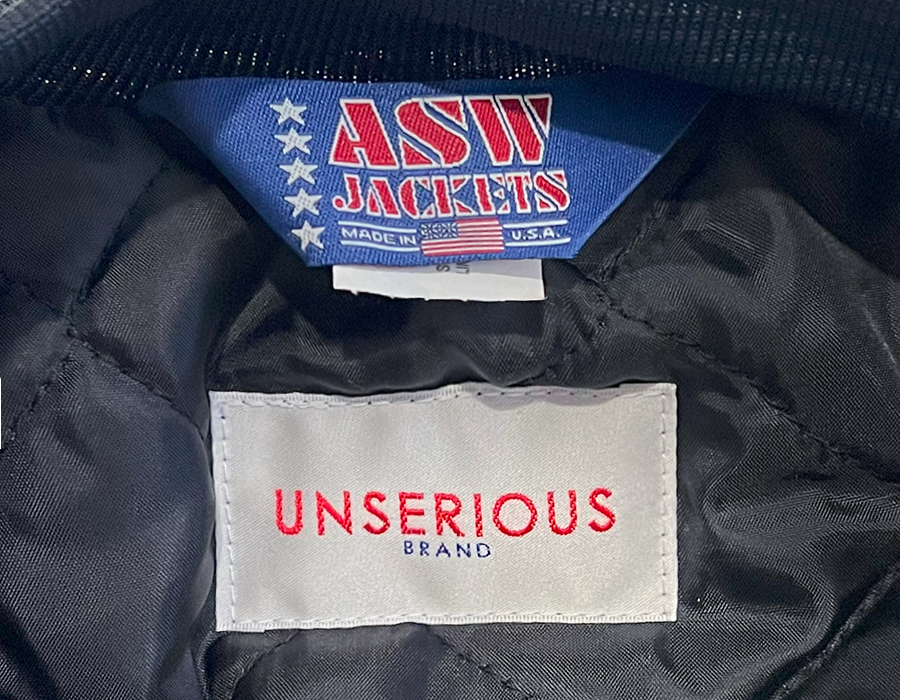 ASW
JACKETS
MADE IN U.S.A.
UNSERIOUS
BRAND